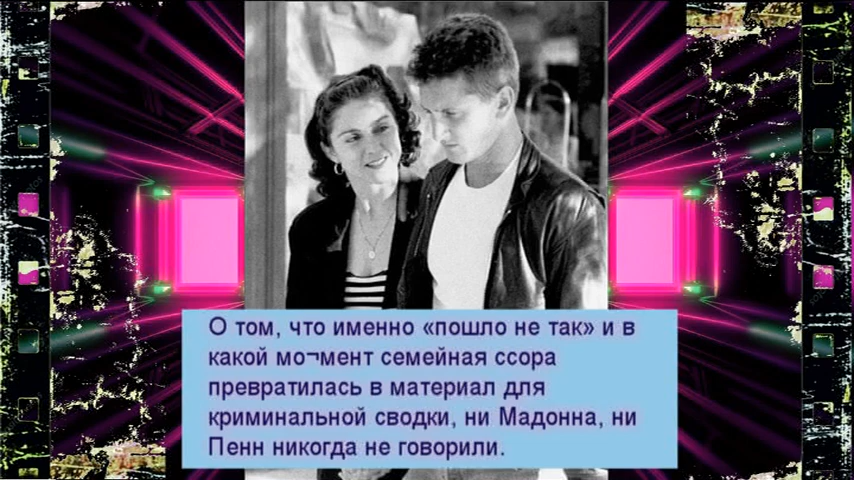 О том, что именно «пошло не так» и в
какой мо¬мент семейная ссора
превратилась в материал для
криминальной сводки, ни Мадонна, ни
Пенн никогда не говорили.